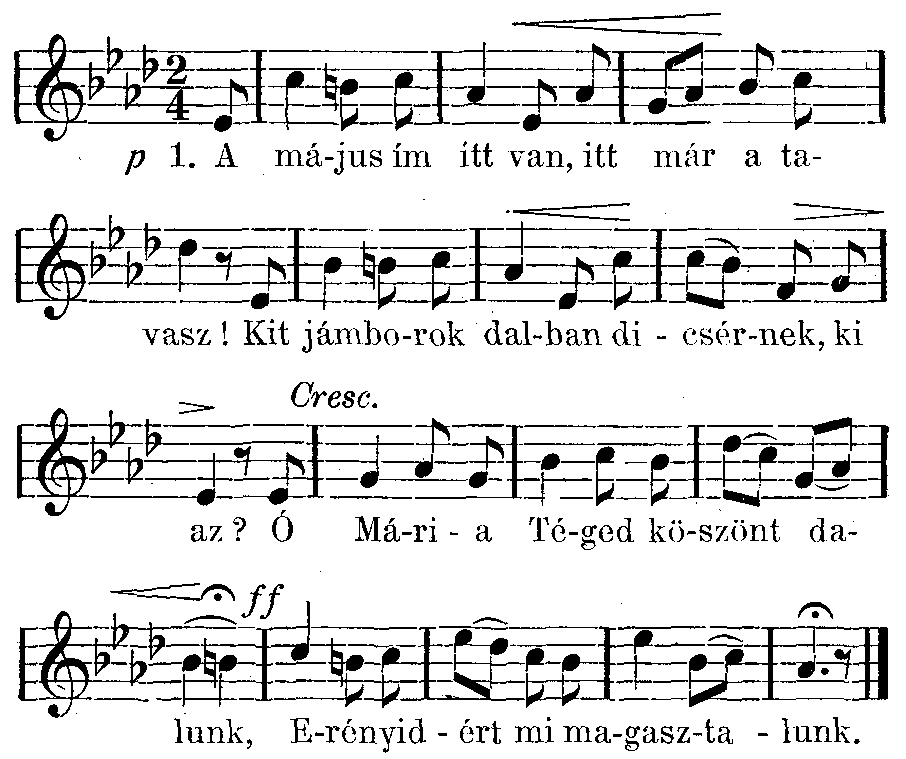 p 1. A má-jus ím ítt van, itt már a ta-
vasz! Kit jámbo-rok dal-ban di - csér-nek, ki
Cresc.
az? Ó Má-ri - a Té-ged kö-szönt da-
ff
lunk, E-rényid - ért mi ma-gasz-ta - lunk.